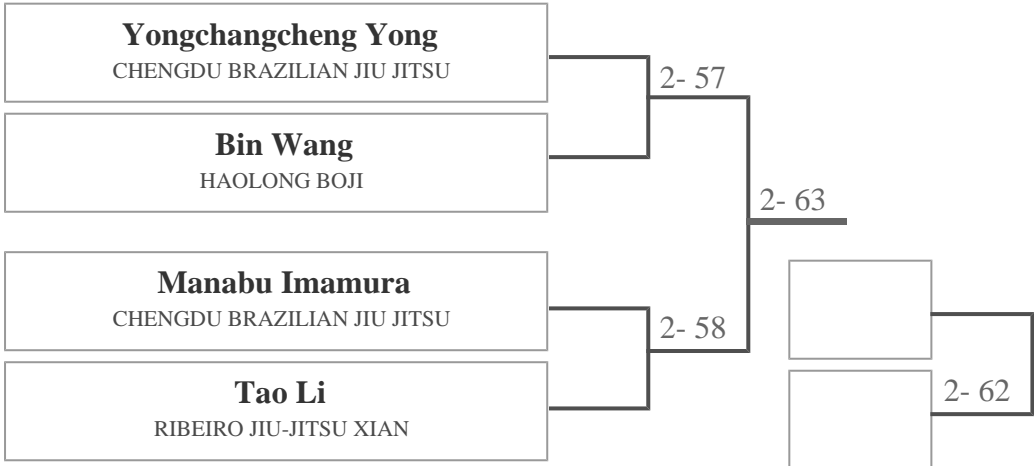 Yongchangcheng Yong
CHENGDU BRAZILIAN JIU JITSU
2- 57
Bin Wang
HAOLONG BOJI
2- 63
Manabu Imamura
CHENGDU BRAZILIAN JIU JITSU
2- 58
Tao Li
RIBEIRO JIU-JITSU XIAN
2- 62